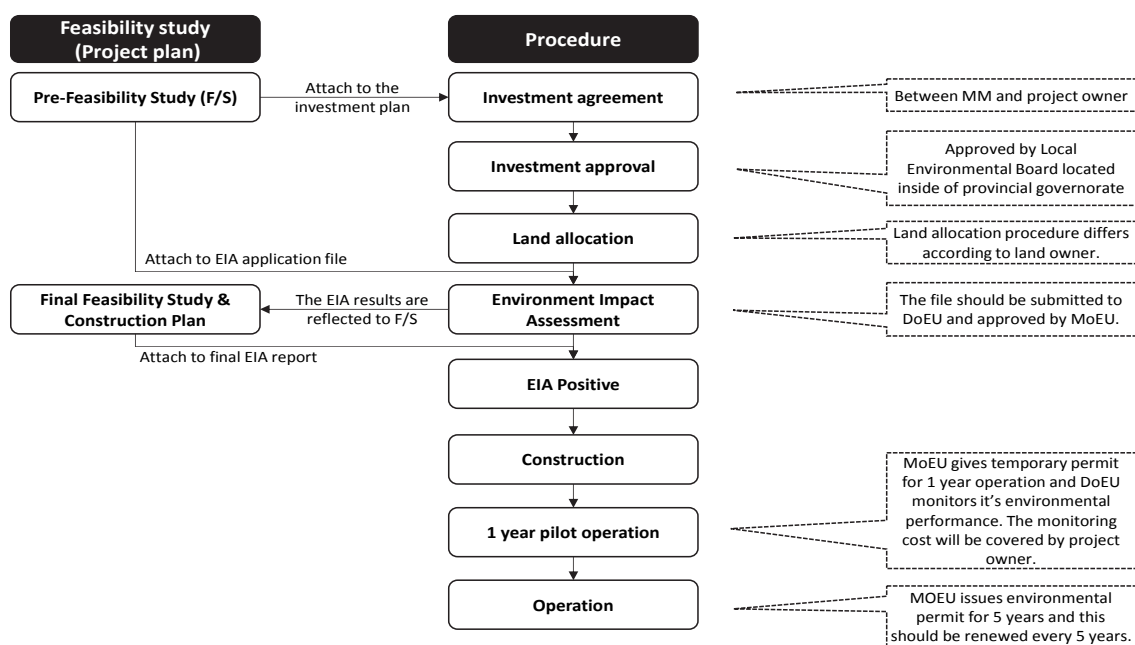 Feasibility study
(Project plan)
Procedure
Pre-Feasibility Study (F/S)
Attach to the
investment plan
Investment agreement
Between MM and project owner
Investment approval
Approved by Local
Environmental Board located
inside of provincial governorate
Land allocation
Land allocation procedure differs
according to land owner.
Attach to EIA application file
Final Feasibility Study &
Construction Plan
The EIA results are
reflected to F/S
Environment Impact
Assessment
The file should be submitted to
DoEU and approved by MoEU.
Attach to final EIA report
EIA Positive
Construction
1 year pilot operation
MoEU gives temporary permit
for 1 year operation and DoEU
monitors it's environmental
performance. The monitoring
cost will be covered by project
owner.
Operation
MOEU issues environmental
permit for 5 years and this
should be renewed every 5 years.